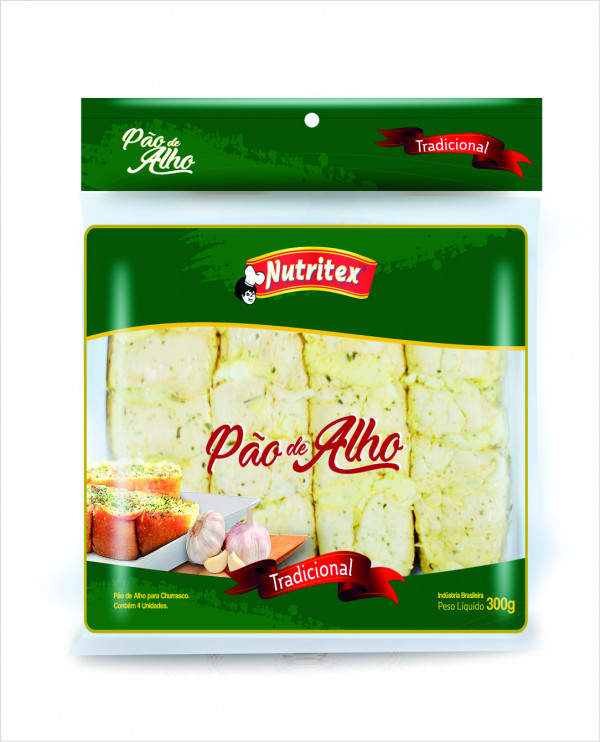 Pão de
Alho
Tradicional
Nutritex
Pão de Alho
Tradicional
Pão de Alho para Churrasco.
Contém 4 Unidades.
Indústria Brasileira
Peso Líquido 300g